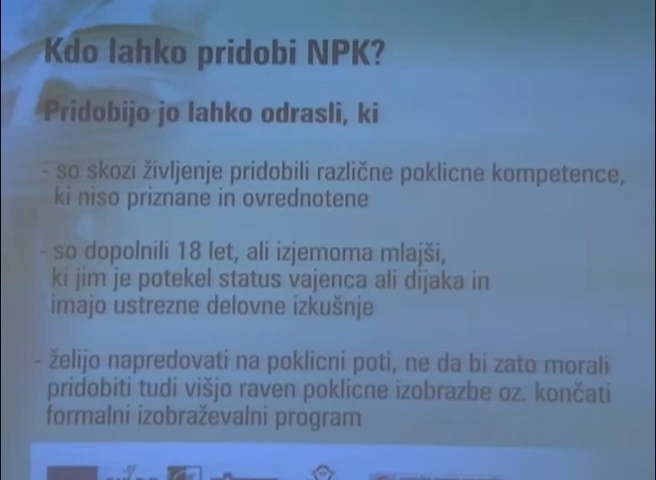 Kdo lahko pridobi NPK?
Pridobijo jo lahko odrasli, ki
- so skozi življenje pridobili različne poklicne kompetence,
ki niso priznane in ovrednotene
- so dopolnili 18 let, ali izjemoma mlajši,
ki jim je potekel status vajenca ali dijaka in
imajo ustrezne delovne izkušnje
- želijo napredovati na poklicni poti, ne da bi zato morali
pridobiti tudi višjo raven poklicne izobrazbe oz. končati
formalni izobraževalni program